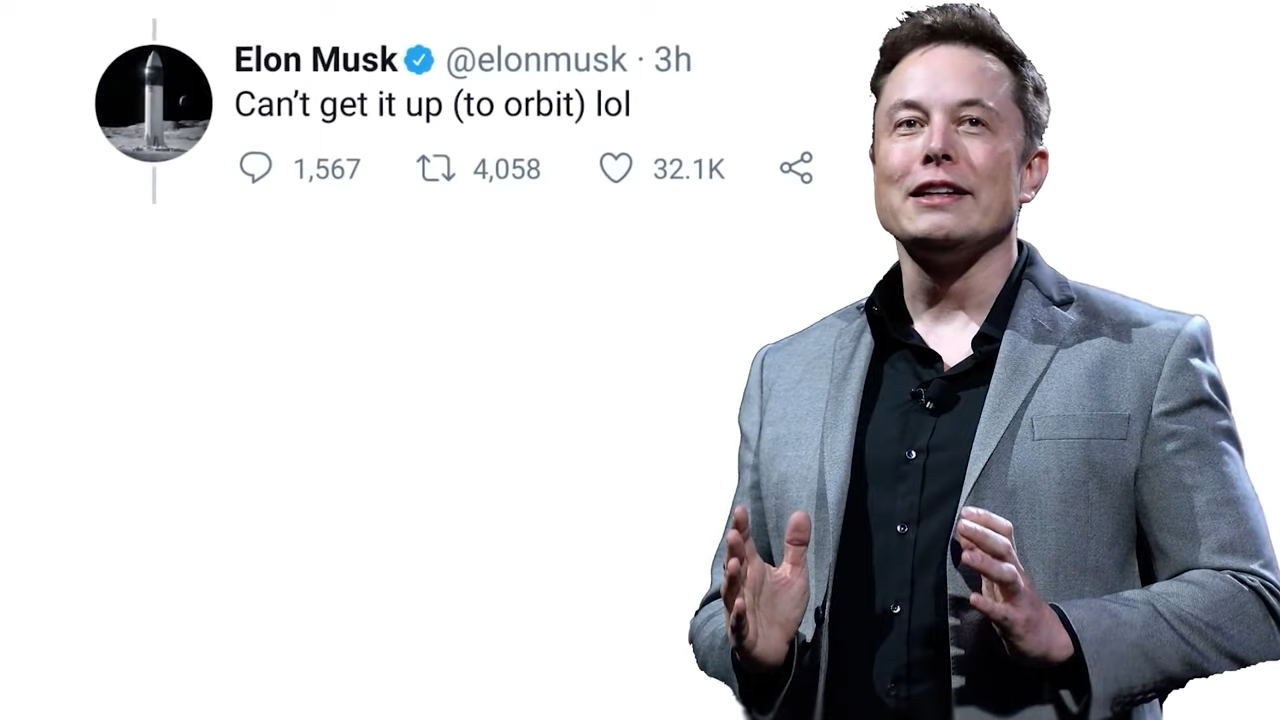 Elon Musk @elonmusk · 3h
Can’t get it up (to orbit) lol
1,567 4,058 32.1K